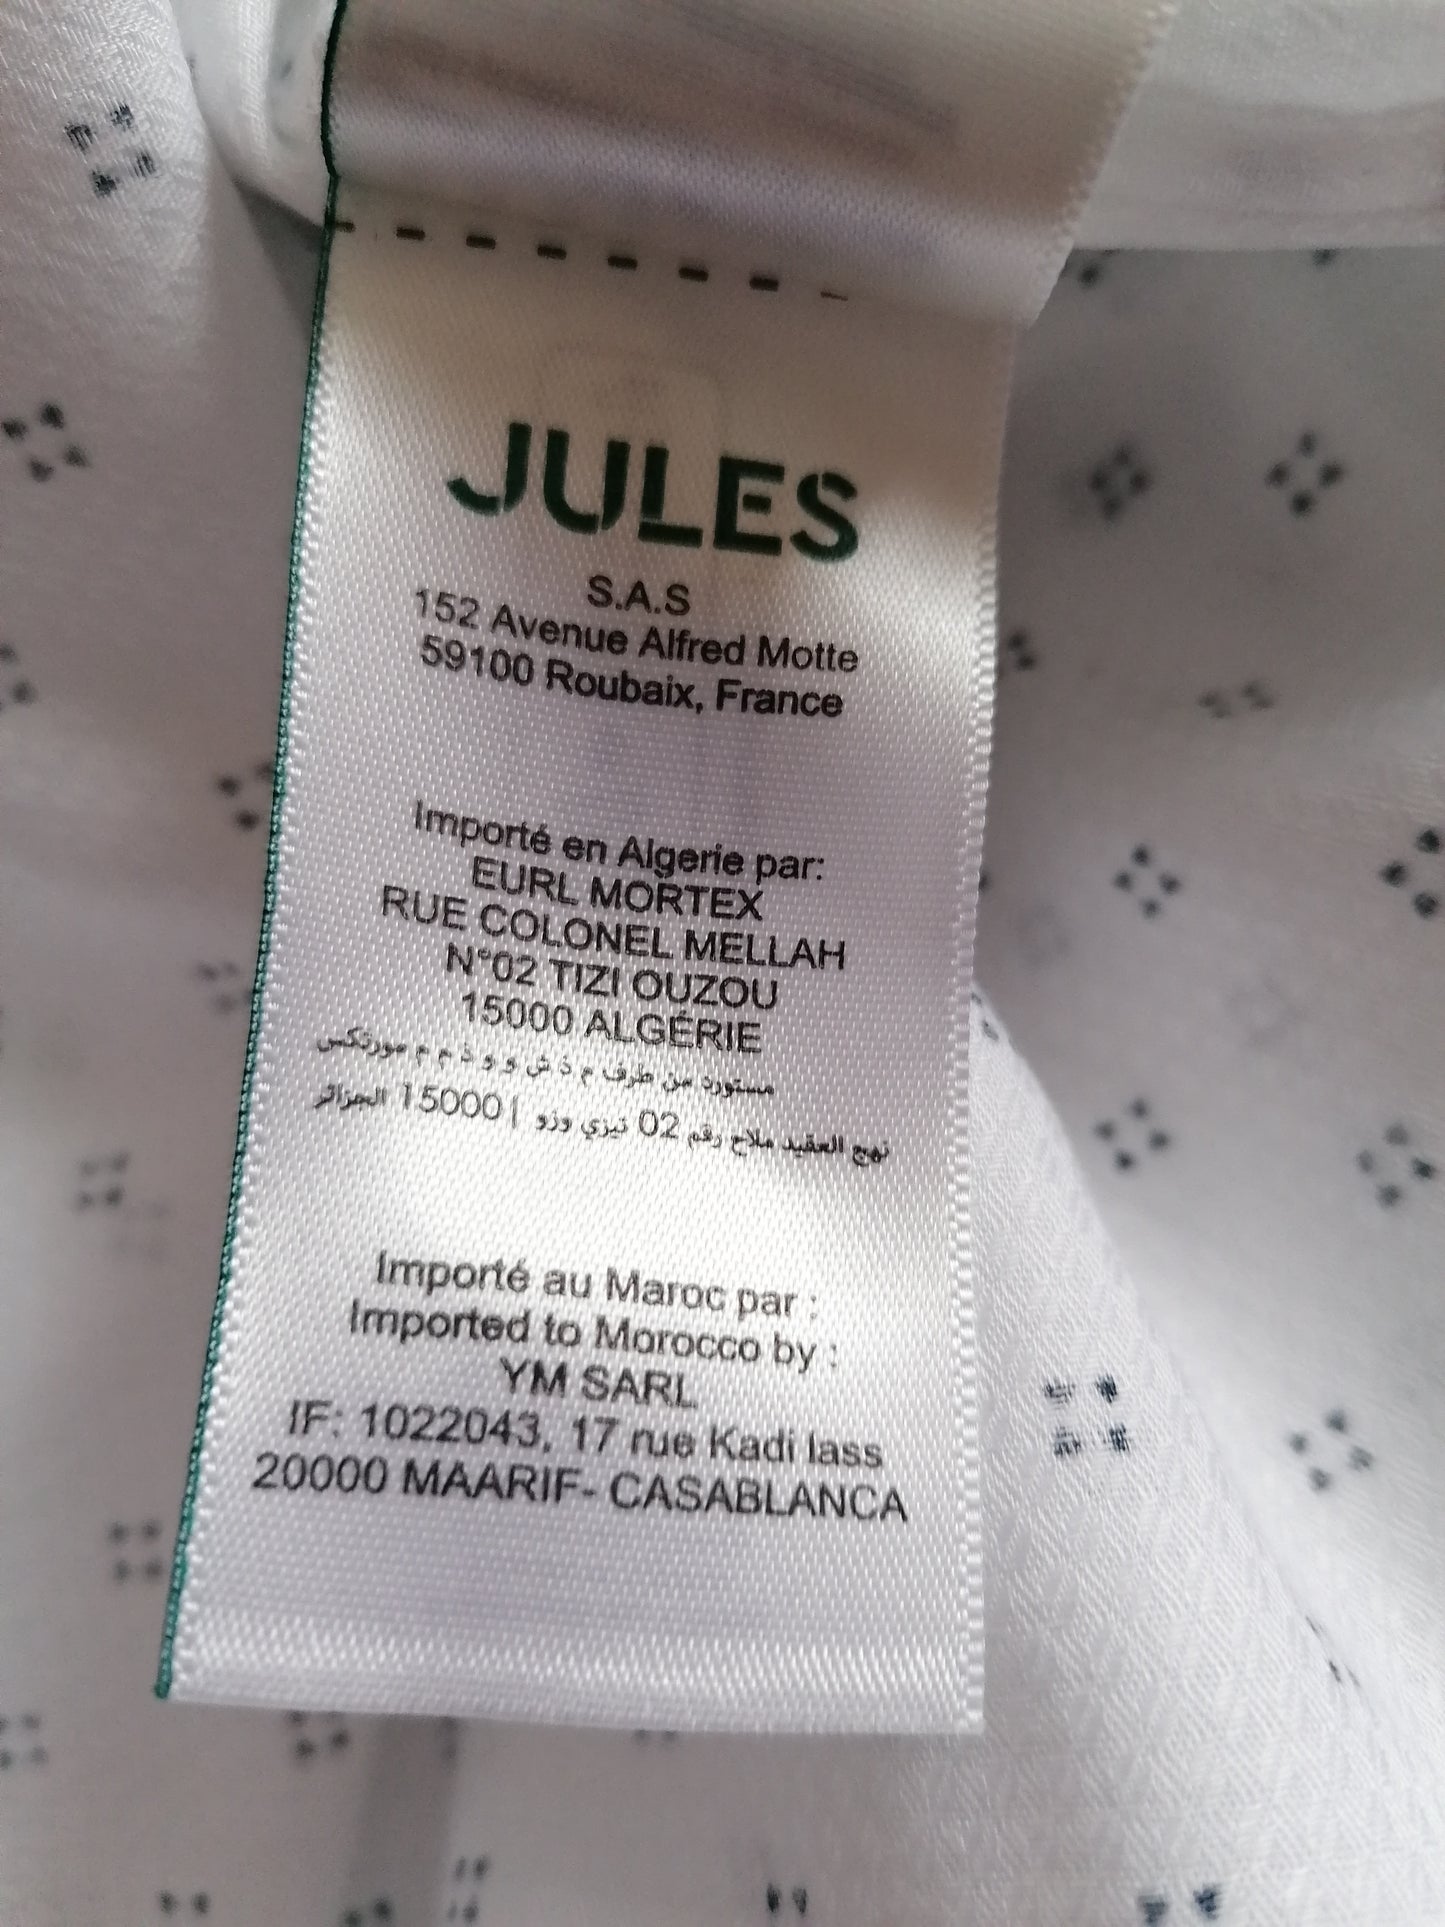 JULES
S.A.S
152 Avenue Alfred Motte
59100 Roubaix, France
Importé en Algerie par:
EURL MORTEX
RUE COLONEL MELLAH
N°02 TIZI OUZOU
15000 ALGÉRIE
مستورد من طرف م ذ ش و و ذ م م مورتكس
نهج العقيد ملاح رقم 02 تيزي وزو | 15000 الجزائر
Importé au Maroc par :
Imported to Morocco by :
YM SARL
IF: 1022043, 17 rue Kadi Iass
20000 MAARIF- CASABLANCA